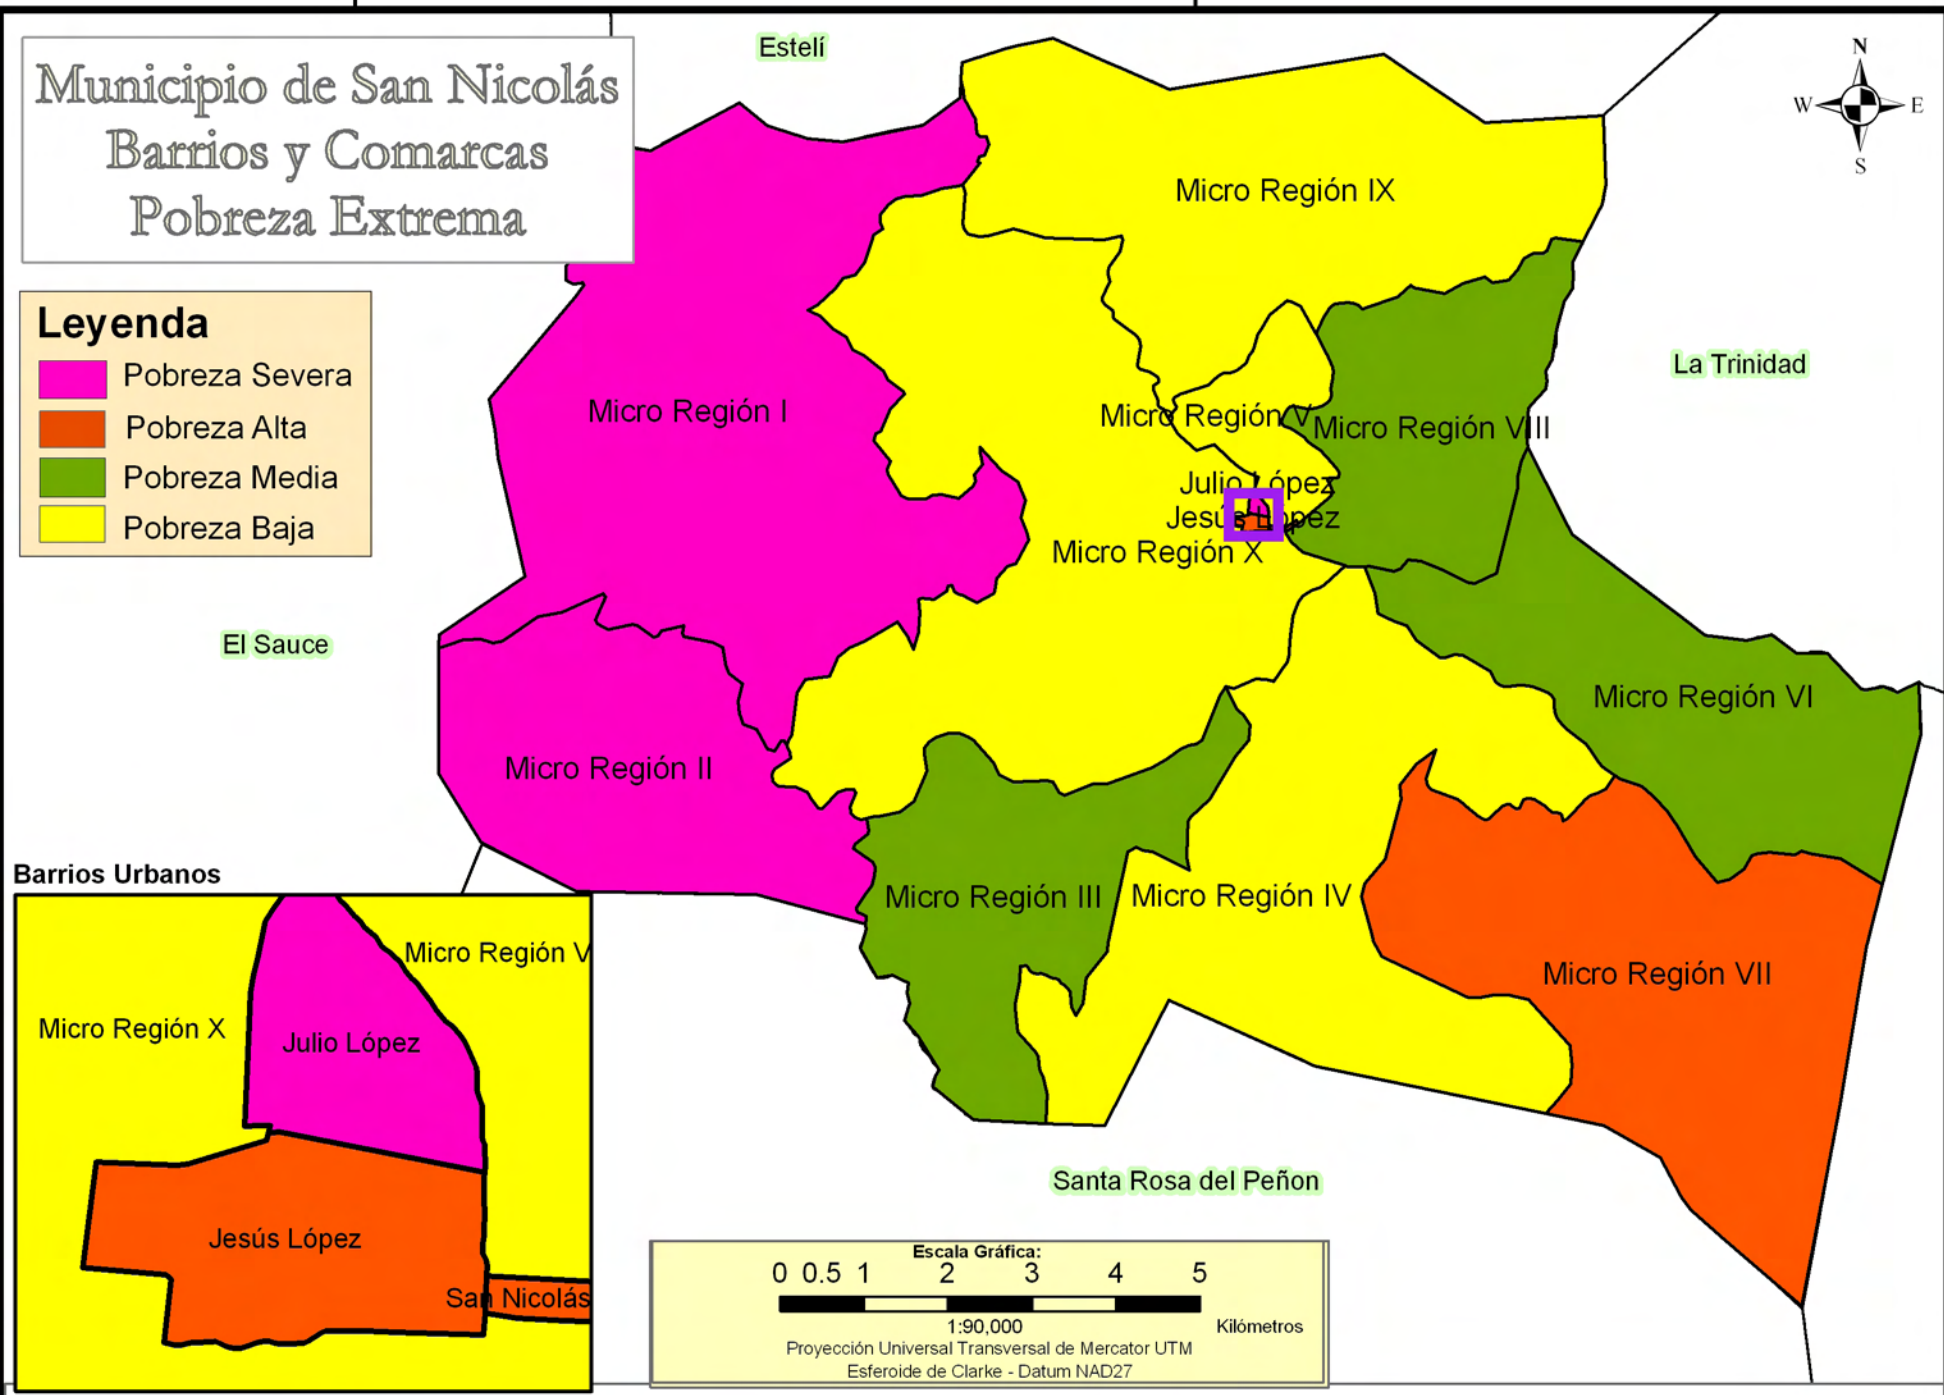 Municipio de San Nicolás
Barrios y Comarcas
Pobreza Extrema
Estelí
N
W E
S
Leyenda
Pobreza Severa
Pobreza Alta
Pobreza Media
Pobreza Baja
Micro Región IX
La Trinidad
Micro Región I
Micro Región V
Micro Región VIII
Julio López
Jesús López
Micro Región X
El Sauce
Micro Región VI
Micro Región II
Micro Región III
Micro Región IV
Micro Región VII
Barrios Urbanos
Micro Región V
Micro Región X
Julio López
Jesús López
San Nicolás
Santa Rosa del Peñon
Escala Gráfica:
0 0.5 1 2 3 4 5
1:90,000 Kilómetros
Proyección Universal Transversal de Mercator UTM
Esferoide de Clarke - Datum NAD27